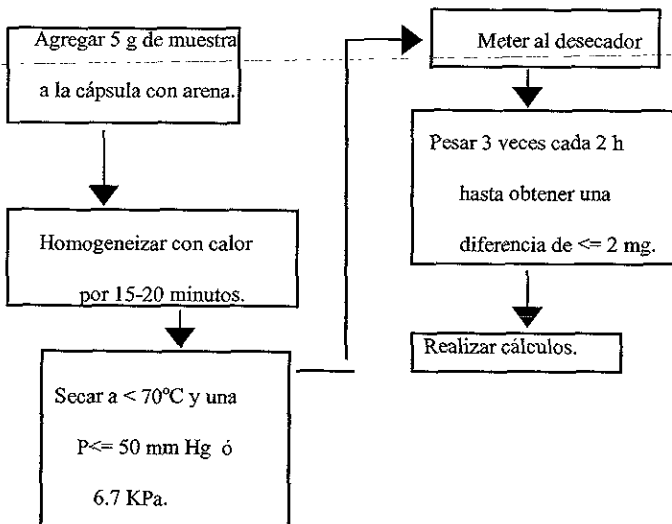 Agregar 5 g de muestra
a la cápsula con arena.
Homogeneizar con calor
por 15-20 minutos.
Secar a < 70°C y una
P<= 50 mm Hg ó
6.7 KPa.
Meter al desecador
Pesar 3 veces cada 2 h
hasta obtener una
diferencia de <= 2 mg.
Realizar cálculos.